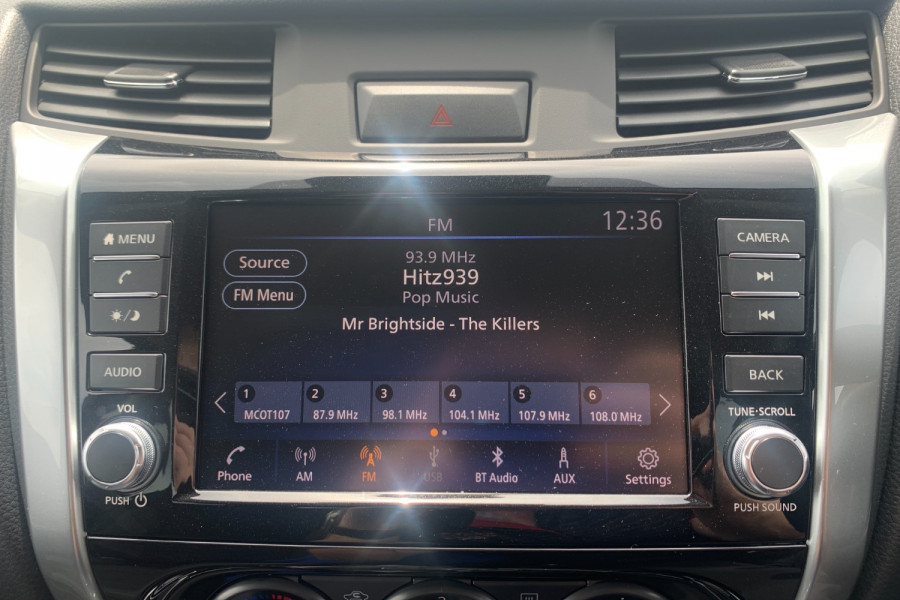 MENU
AUDIO
VOL
PUSH
FM
12:36
Source
FM Menu
93.9 MHz
Hitz939
Pop Music
Mr Brightside - The Killers
1 MCOT107
2 87.9 MHz
3 98.1 MHz
4 104.1 MHz
5 107.9 MHz
6 108.0 MHz
Phone
AM
FM
USB
BT Audio
AUX
Settings
CAMERA
BACK
TUNE·SCROLL
PUSH SOUND